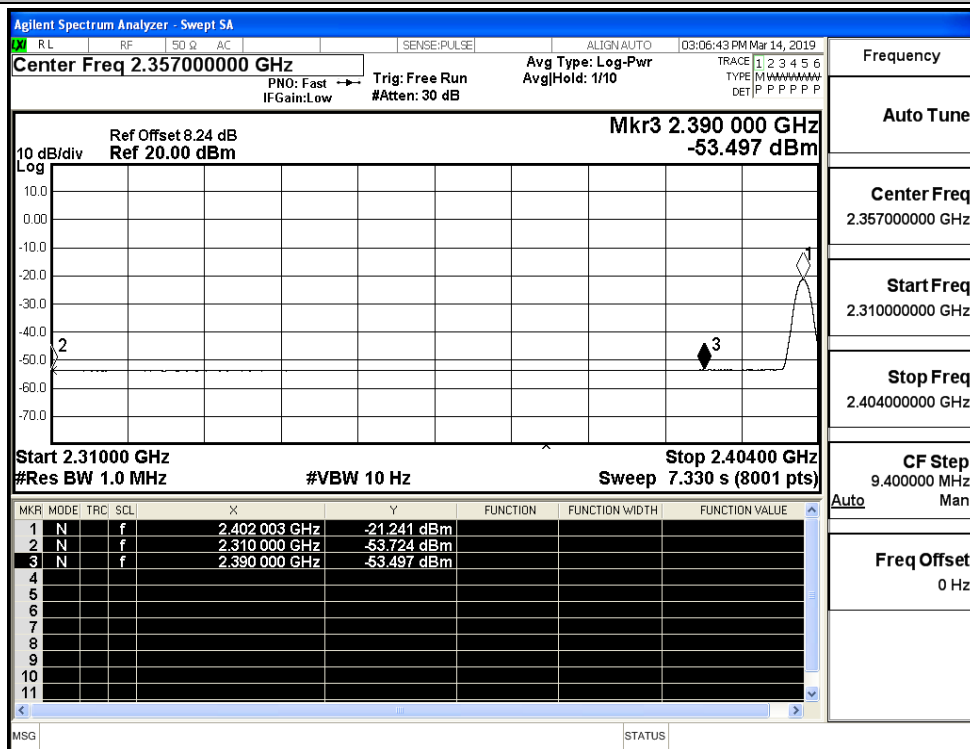 Agilent Spectrum Analyzer - Swept SA
LXI RL RF 50 Ω AC SENSE:PULSE ALIGN AUTO 03:06:43 PM Mar 14, 2019
Center Freq 2.357000000 GHz
PNO: Fast
IFGain:Low
Trig: Free Run
#Atten: 30 dB
Avg Type: Log-Pwr
Avg|Hold: 1/10
TRACE 1 2 3 4 5 6
TYPE M W W W W W
DET P P P P P P
Ref Offset 8.24 dB
Ref 20.00 dBm
10 dB/div
Log
Mkr3 2.390 000 GHz
-53.497 dBm
10.0
0.00
-10.0
-20.0
-30.0
-40.0
-50.0
-60.0
-70.0
1
2
3
Start 2.31000 GHz Stop 2.40400 GHz
#Res BW 1.0 MHz #VBW 10 Hz Sweep 7.330 s (8001 pts)
MKR MODE TRC SCL X Y FUNCTION FUNCTION WIDTH FUNCTION VALUE
1 N f 2.402 003 GHz -21.241 dBm
2 N f 2.310 000 GHz -53.724 dBm
3 N f 2.390 000 GHz -53.497 dBm
4
5
6
7
8
9
10
11
MSG STATUS
Frequency
Auto Tune
Center Freq
2.357000000 GHz
Start Freq
2.310000000 GHz
Stop Freq
2.404000000 GHz
CF Step
9.400000 MHz
Auto Man
Freq Offset
0 Hz